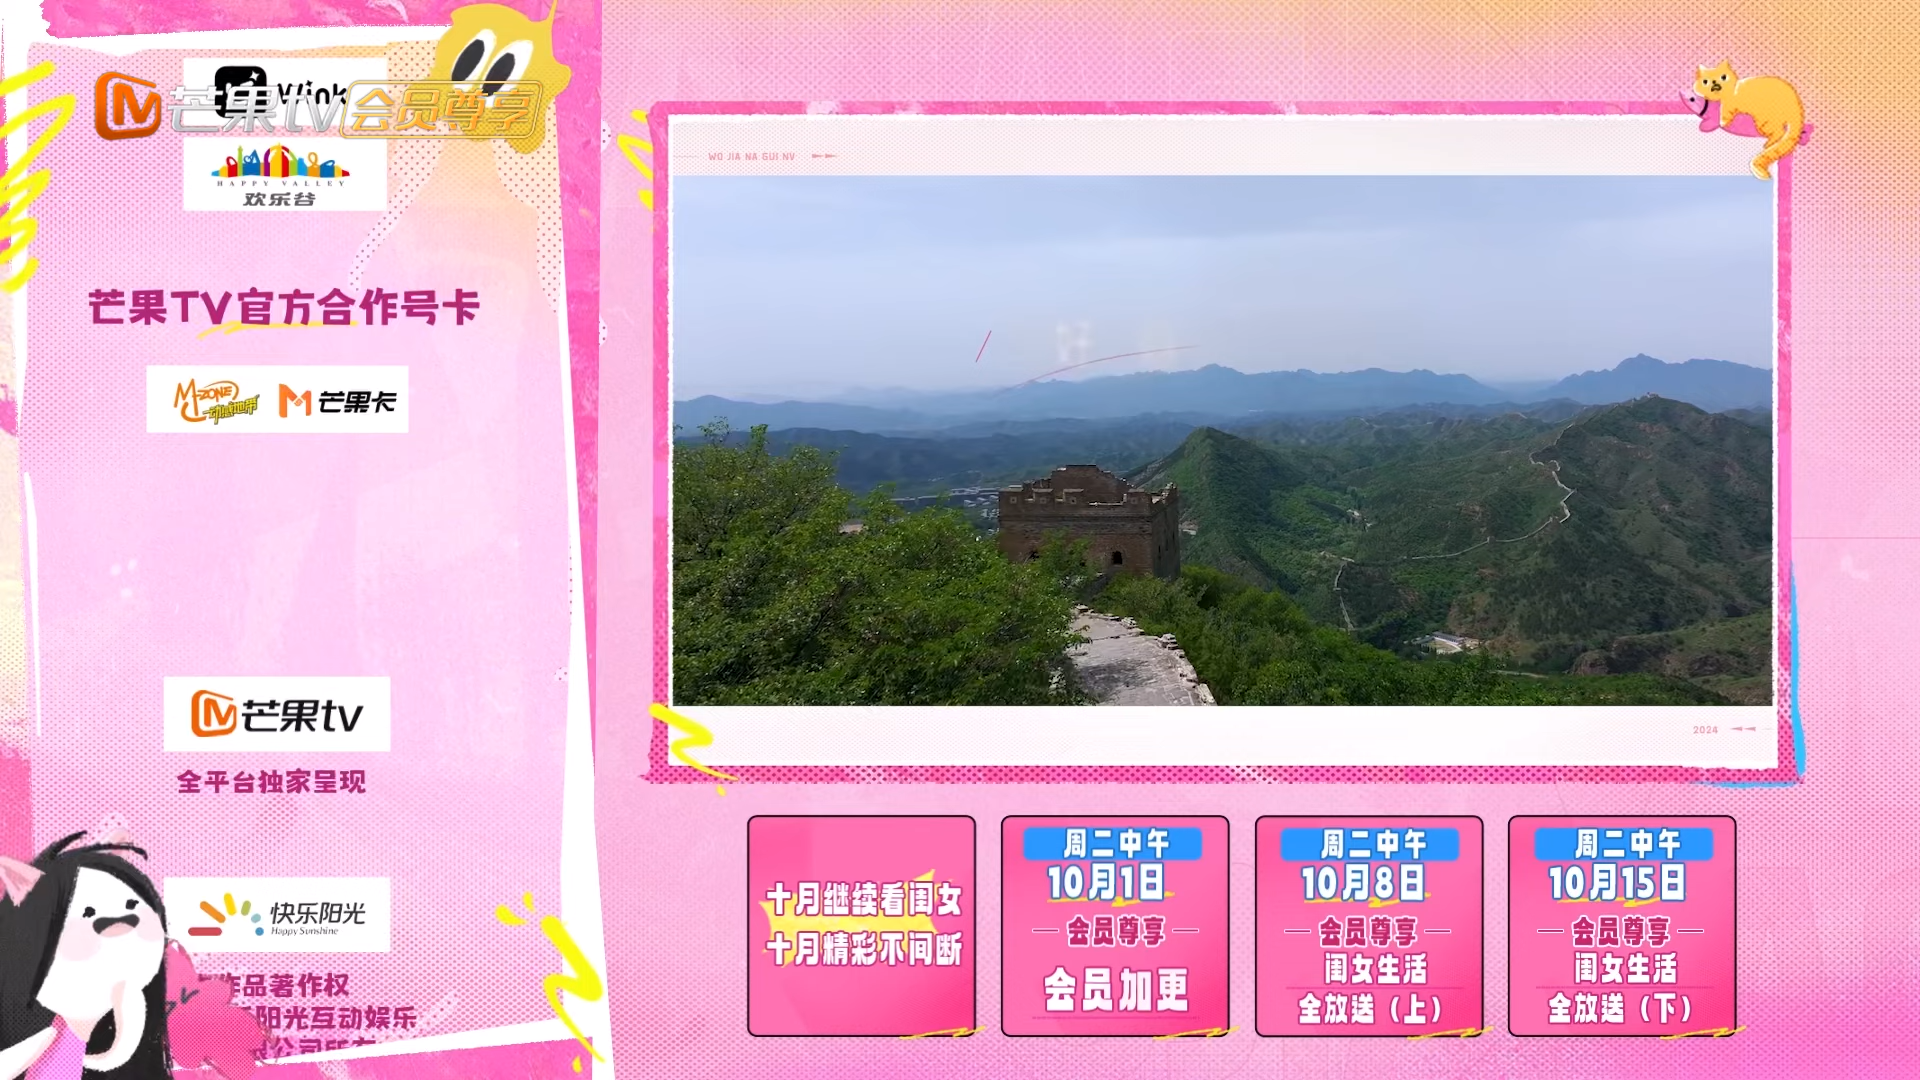 芒果tv 会员尊享
Wink
HAPPY VALLEY
欢乐谷
芒果TV官方合作号卡
M-ZONE 动感地带 芒果卡
芒果tv
全平台独家呈现
快乐阳光
Happy Sunshine
作品著作权
阳光互动娱乐
WO JIA NA GUI NV
2024
十月继续看闺女
十月精彩不间断
周二中午
10月1日
会员尊享
会员加更
周二中午
10月8日
会员尊享
闺女生活
全放送（上）
周二中午
10月15日
会员尊享
闺女生活
全放送（下）